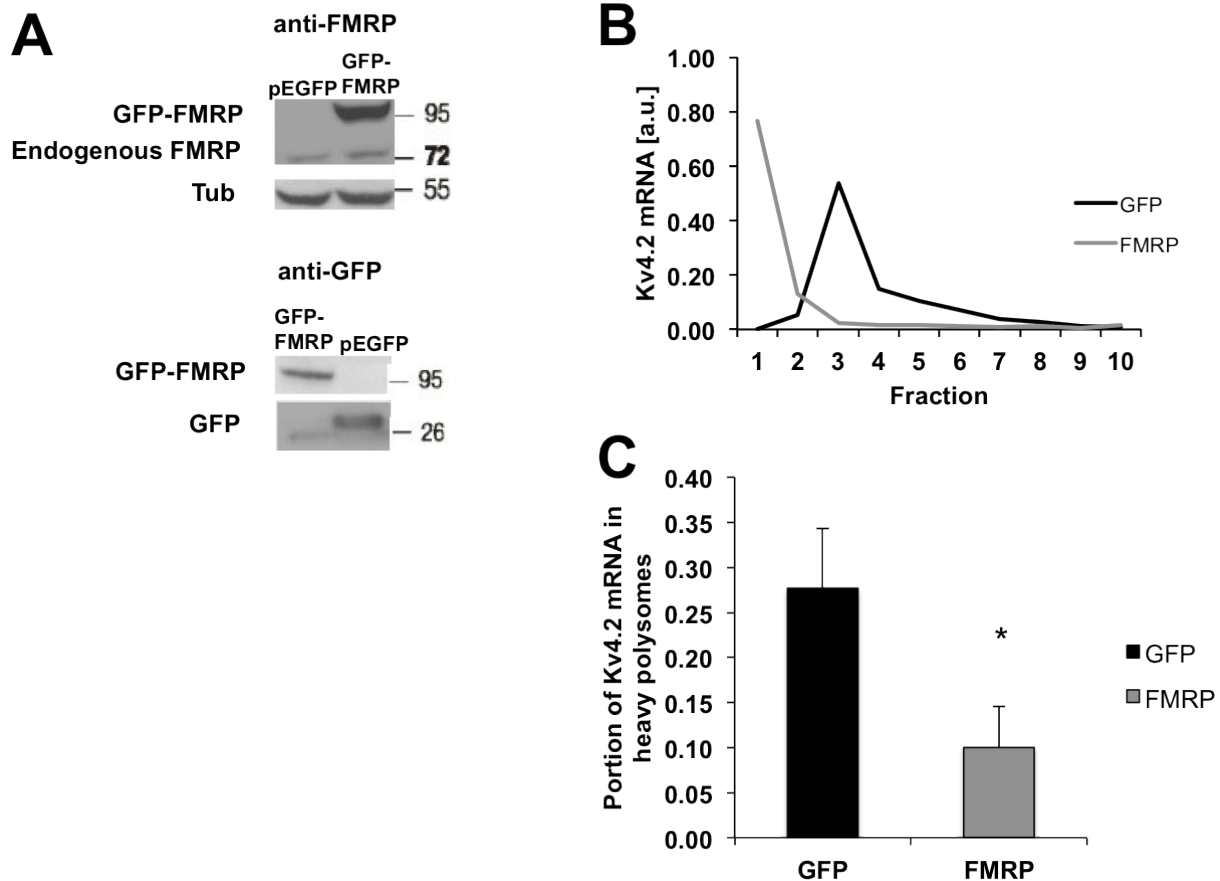 A
anti-FMRP
pEGFP
GFP-
FMRP
GFP-FMRP
95
Endogenous FMRP
72
Tub
55
anti-GFP
GFP-
FMRP
pEGFP
GFP-FMRP
95
GFP
26
B
Kv4.2 mRNA [a.u.]
1.00
0.80
0.60
0.40
0.20
0.00
1 2 3 4 5 6 7 8 9 10
Fraction
GFP
FMRP
C
Portion of Kv4.2 mRNA in
heavy polysomes
0.40
0.35
0.30
0.25
0.20
0.15
0.10
0.05
0.00
*
GFP FMRP
GFP
FMRP